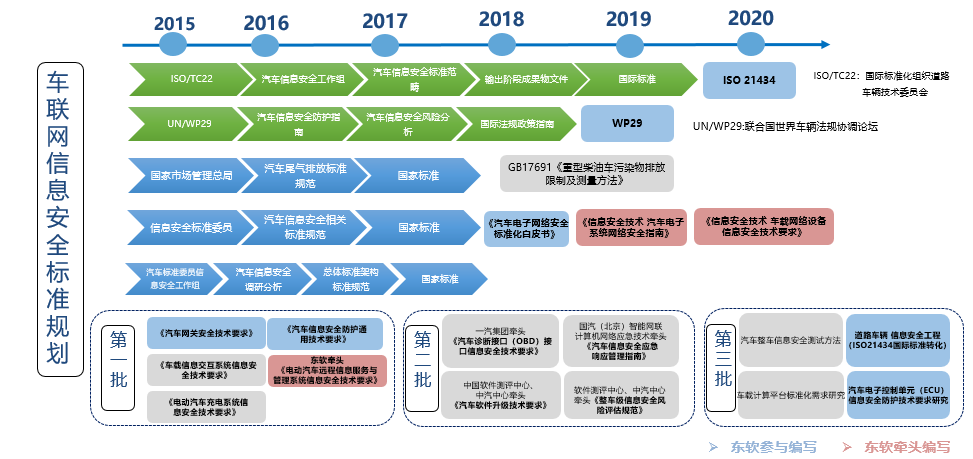 2015
2016
2017
2018
2019
2020
车联网信息安全标准规划
ISO/TC22
汽车信息安全工作组
汽车信息安全标准范
畴
输出阶段成果物文件
国际标准
ISO 21434
ISO/TC22：国际标准化组织道路
车辆技术委员会
UN/WP29
汽车信息安全防护指
南
汽车信息安全风险分
析
国际法规政策指南
WP29
UN/WP29:联合国世界车辆法规协调论坛
国家市场管理总局
汽车尾气排放标准
规范
国家标准
GB17691《重型柴油车污染物排放
限制及测量方法》
信息安全标准委员
汽车信息安全相关
标准规范
国家标准
《汽车电子网络安全
标准化白皮书》
《信息安全技术 汽车电子
系统网络安全指南》
《信息安全技术 车载网络设备
信息安全技术要求》
汽车标准委员信
息安全工作组
汽车信息安全
调研分析
总体标准架构
标准规范
国家标准
第一批
《汽车网关安全技术要求》
《汽车信息安全防护通
用技术要求》
《车载信息交互系统信息安
全技术要求》
东软牵头
《电动汽车远程信息服务与
管理系统信息安全技术要求》
《电动汽车充电系统信
息安全技术要求》
第二批
一汽集团牵头
《汽车诊断接口（OBD）接
口信息安全技术要求》
国汽（北京）智能网联
计算机网络应急技术牵头
《汽车信息安全应急
响应管理指南》
中国软件测评中心、
中汽中心牵头
《汽车软件升级技术要求》
软件测评中心、中汽中心
牵头《整车级信息安全风
险评估规范》
第三批
汽车整车信息安全测试方法
道路车辆 信息安全工程
(ISO21434国际标准转化)
车载计算平台标准化需求研究
汽车电子控制单元（ECU）
信息安全防护技术要求研究
东软参与编写
东软牵头编写